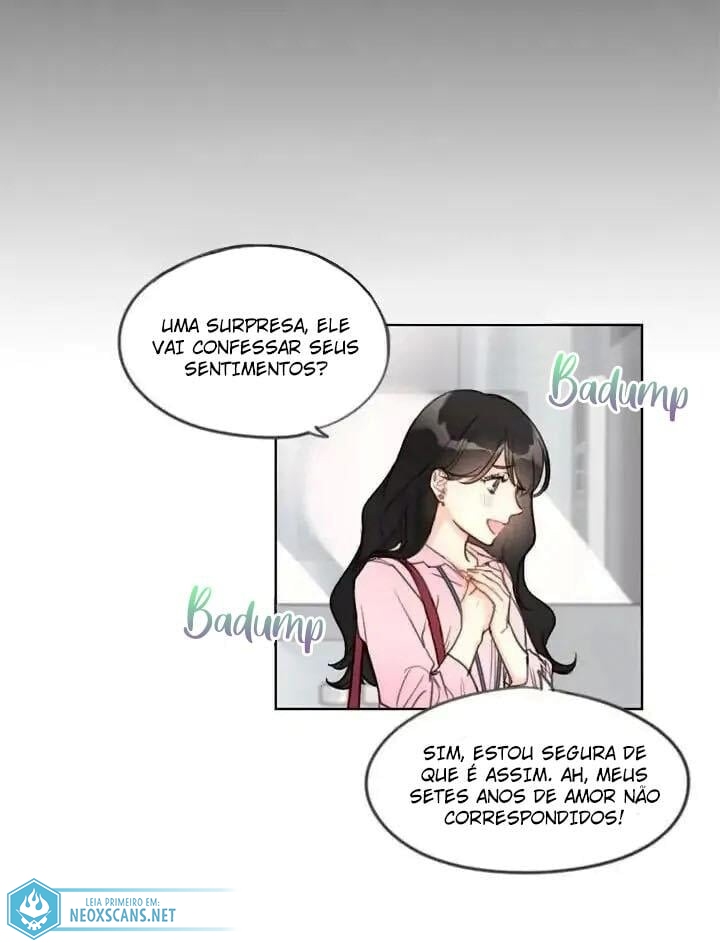 UMA SURPRESA, ELE
VAI CONFESSAR SEUS
SENTIMENTOS?
Badump
Badump
SIM, ESTOU SEGURA DE
QUE É ASSIM. AH, MEUS
SETES ANOS DE AMOR NÃO
CORRESPONDIDOS!
LEIA PRIMEIRO EM:
NEOXSCANS.NET